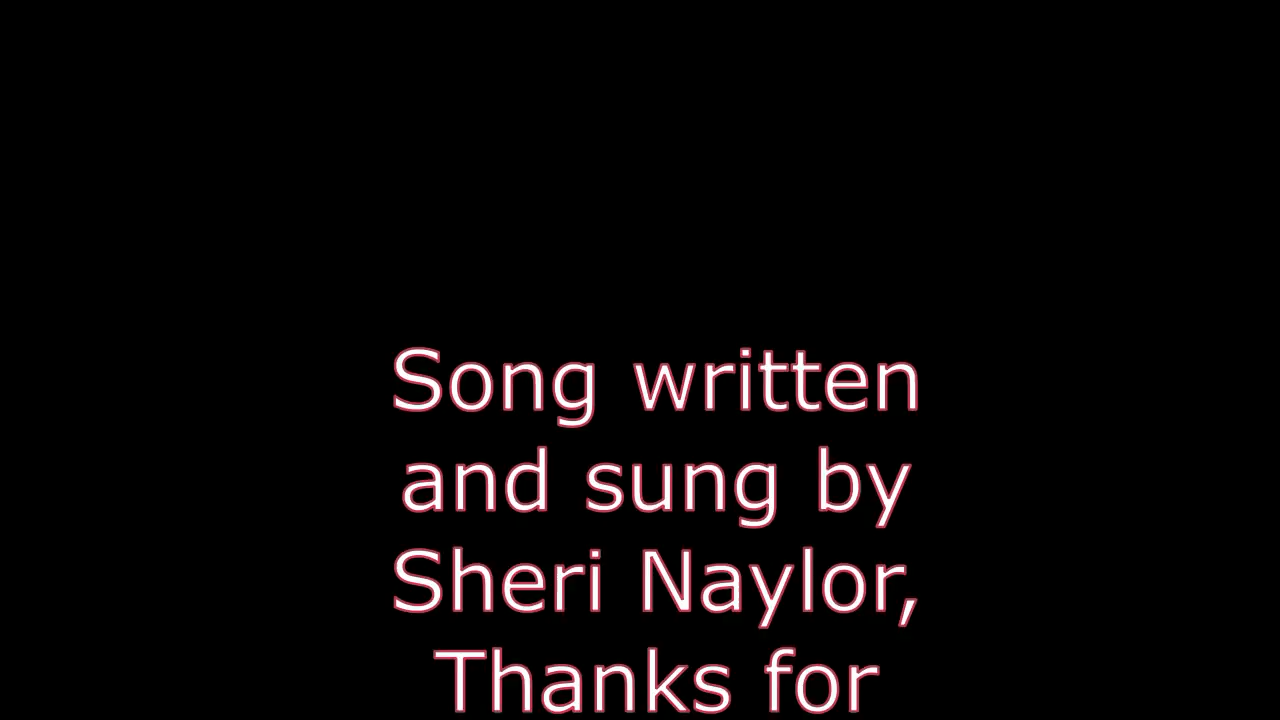 Song written
and sung by
Sheri Naylor,
Thanks for